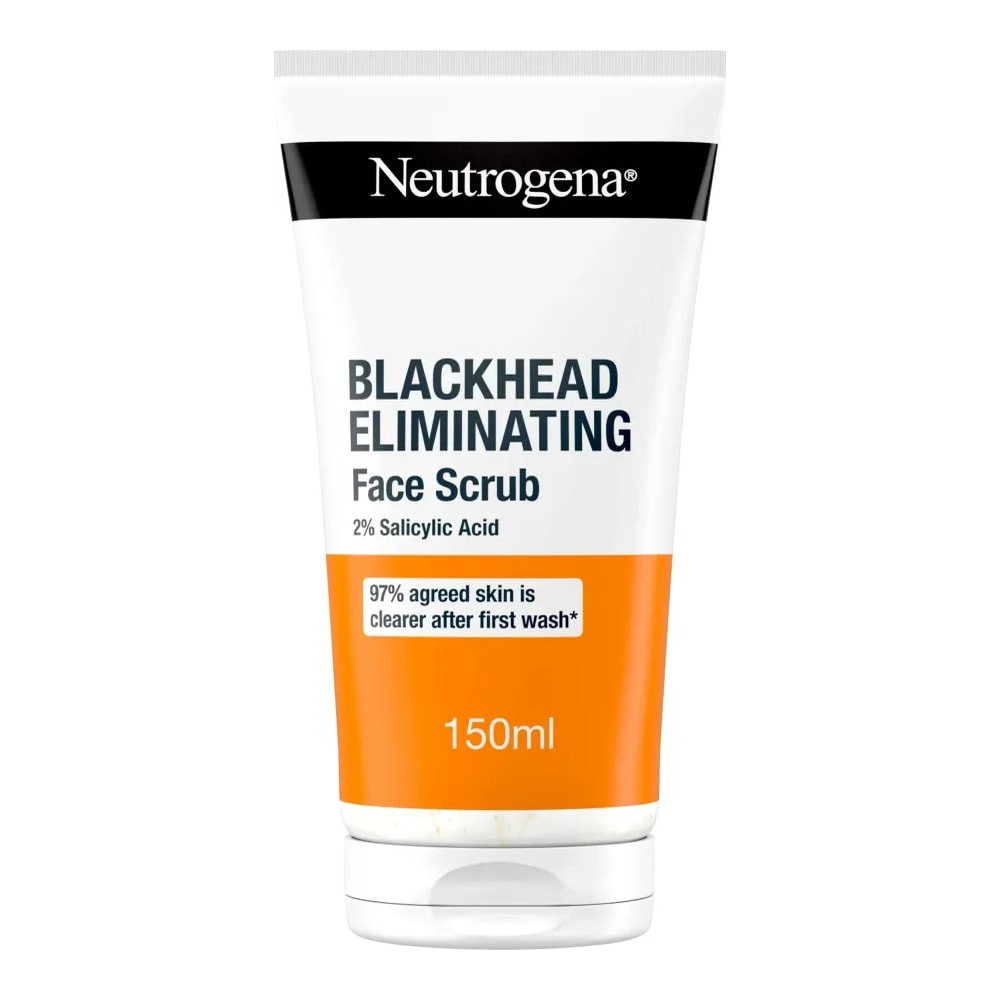 Neutrogena®
BLACKHEAD
ELIMINATING
Face Scrub
2% Salicylic Acid
97% agreed skin is
clearer after first wash*
150ml